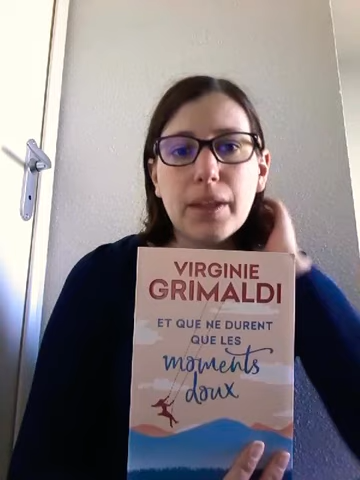 VIRGINIE
GRIMALDI
ET QUE NE DURENT
QUE LES
moments
doux